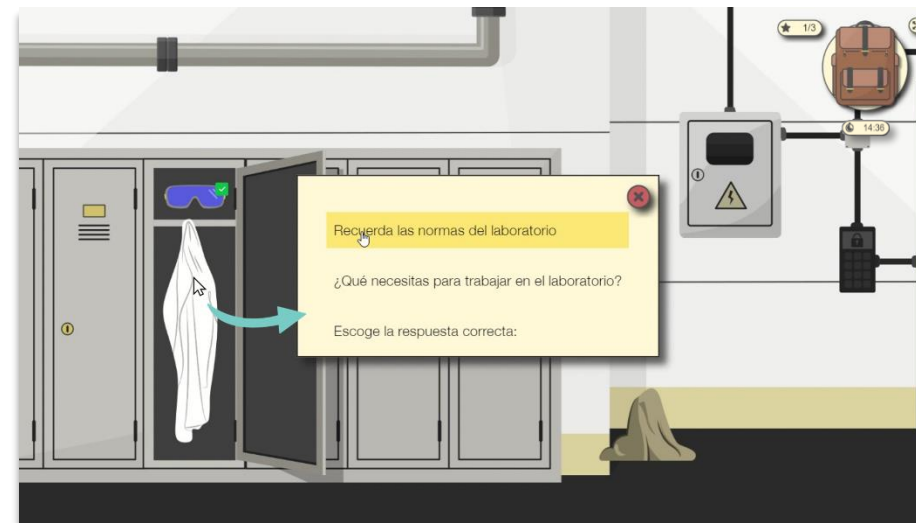 1/3
14:36
Recuerda las normas del laboratorio
¿Qué necesitas para trabajar en el laboratorio?
Escoge la respuesta correcta: